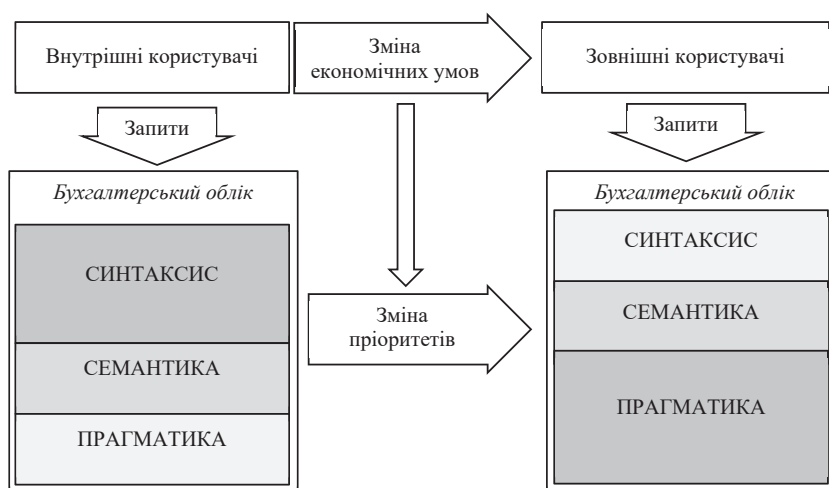 Внутрішні користувачі
Зміна
економічних умов
Зовнішні користувачі
Запити
Запити
Бухгалтерський облік
СИНТАКСИС
СЕМАНТИКА
ПРАГМАТИКА
Зміна
пріоритетів
Бухгалтерський облік
СИНТАКСИС
СЕМАНТИКА
ПРАГМАТИКА